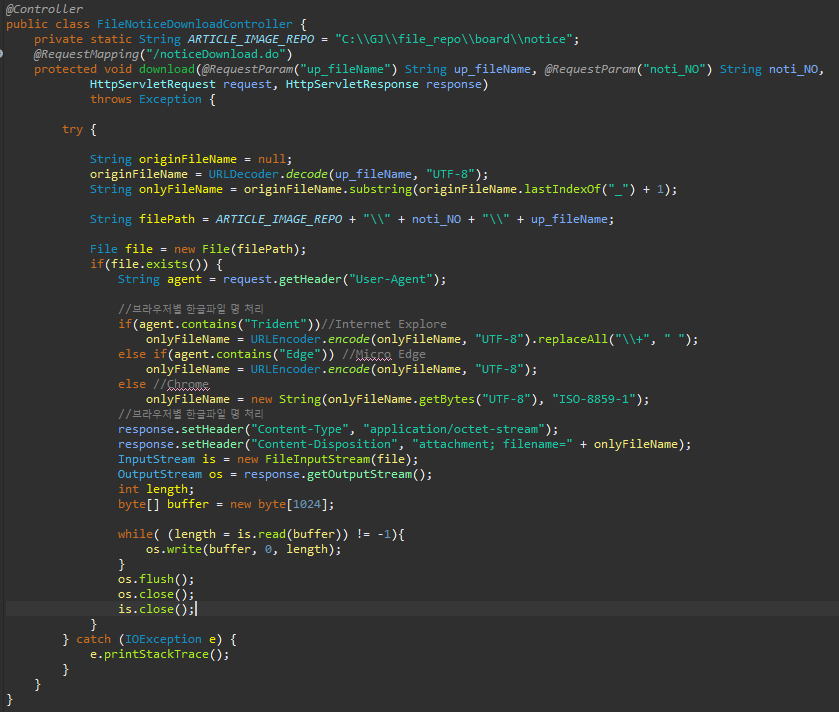 @Controller
public class FileNoticeDownloadController {
    private static String ARTICLE_IMAGE_REPO = "C:\\GJ\\file_repo\\board\\notice";
    @RequestMapping("/noticeDownload.do")
    protected void download(@RequestParam("up_fileName") String up_fileName, @RequestParam("noti_NO") String noti_NO,
            HttpServletRequest request, HttpServletResponse response)
            throws Exception {
        try {
            String originFileName = null;
            originFileName = URLDecoder.decode(up_fileName, "UTF-8");
            String onlyFileName = originFileName.substring(originFileName.lastIndexOf("_") + 1);
            String filePath = ARTICLE_IMAGE_REPO + "\\" + noti_NO + "\\" + up_fileName;
            File file = new File(filePath);
            if(file.exists()) {
                String agent = request.getHeader("User-Agent");
                //브라우저별 한글파일 명 처리
                if(agent.contains("Trident"))//Internet Explore
                    onlyFileName = URLEncoder.encode(onlyFileName, "UTF-8").replaceAll("\\+", " ");
                else if(agent.contains("Edge")) //Micro Edge
                    onlyFileName = URLEncoder.encode(onlyFileName, "UTF-8");
                else //Chrome
                    onlyFileName = new String(onlyFileName.getBytes("UTF-8"), "ISO-8859-1");
                //브라우저별 한글파일 명 처리
                response.setHeader("Content-Type", "application/octet-stream");
                response.setHeader("Content-Disposition", "attachment; filename=" + onlyFileName);
                InputStream is = new FileInputStream(file);
                OutputStream os = response.getOutputStream();
                int length;
                byte[] buffer = new byte[1024];
                while( (length = is.read(buffer)) != -1){
                    os.write(buffer, 0, length);
                }
                os.flush();
                os.close();
                is.close();
            }
        } catch (IOException e) {
            e.printStackTrace();
        }
    }
}